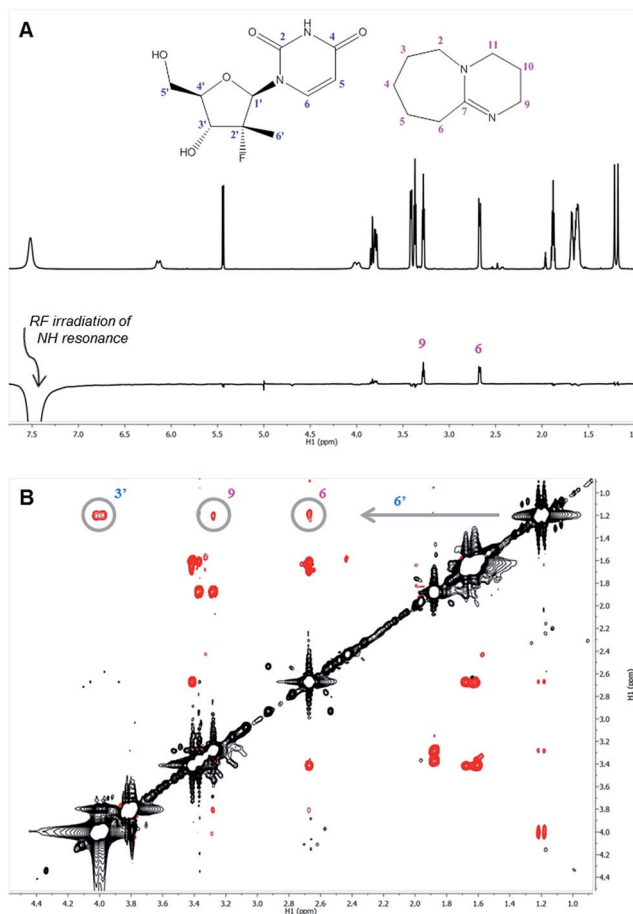 A
O
2
NH
4
O
HO
O
N
5
6
5'
4'
1'
3'
2'
6'
HO
F
2
11
3
10
N
4
9
5
7
6
N
RF irradiation of
NH resonance
9
6
7.5 7.0 6.5 6.0 5.5 5.0 4.5 4.0 3.5 3.0 2.5 2.0 1.5 1
H1 (ppm)
B
3' 9 6 6'
1.0
1.2
1.4
1.6
1.8
2.0
2.2
2.4
2.6
2.8
3.0
3.2
3.4
3.6
3.8
4.0
4.2
4.4
H1 (ppm)
4.4 4.2 4.0 3.8 3.6 3.4 3.2 3.0 2.8 2.6 2.4 2.2 2.0 1.8 1.6 1.4 1.2 1.0
H1 (ppm)